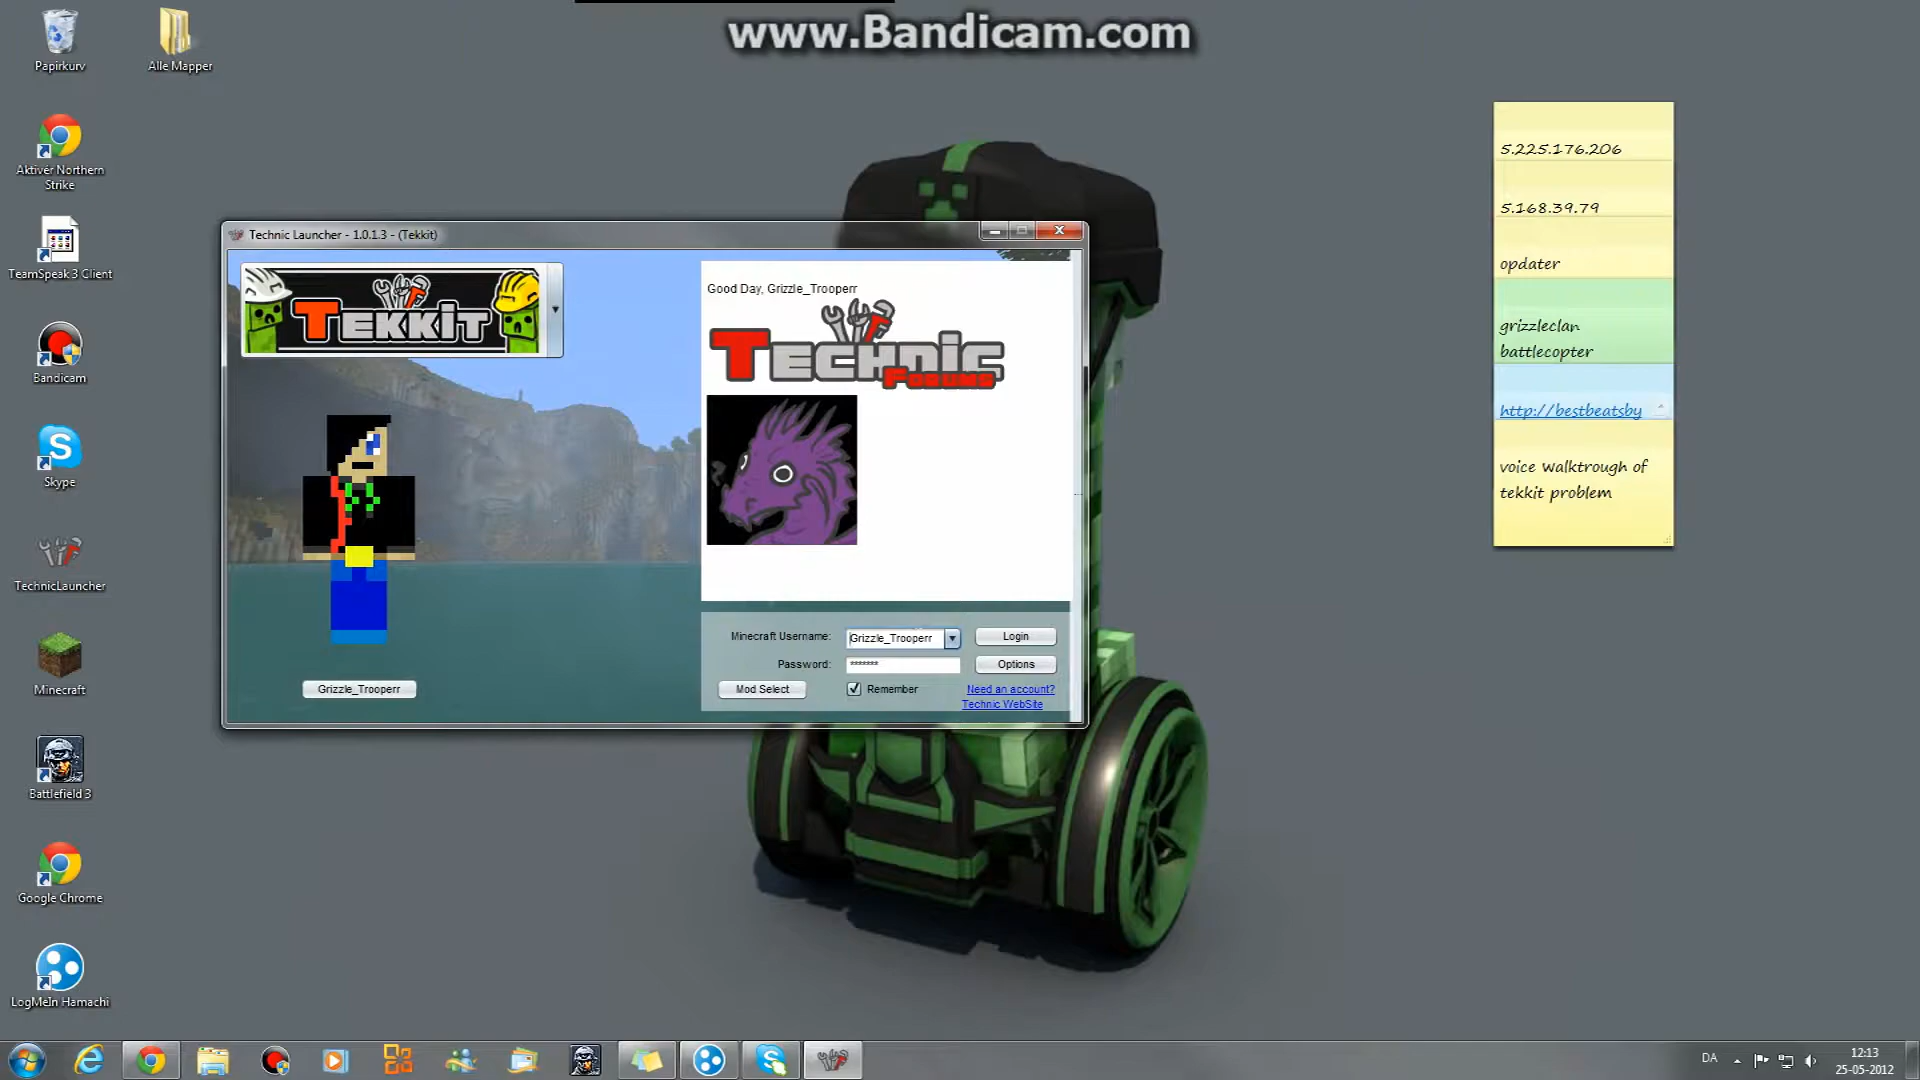 www.Bandicam.com
Papirkurv
Alle Mapper
Aktivér Northern
Strike
TeamSpeak 3 Client
Bandicam
Skype
TechnicLauncher
Minecraft
Battlefield 3
Google Chrome
LogMeIn Hamachi
Technic Launcher - 1.0.1.3 - (Tekkit)
TEKKIT
Good Day, Grizzle_Trooperr
TECHNIC
FORUMS
Grizzle_Trooperr
Minecraft Username:
Grizzle_Trooperr
Login
Password:
*******
Options
Mod Select
Remember
Need an account?
Technic WebSite
5.225.176.206
5.168.39.79
opdater
grizzleclan
battlecopter
http://bestbeatsby
voice walktrough of
tekkit problem
DA
12:13
25-05-2012